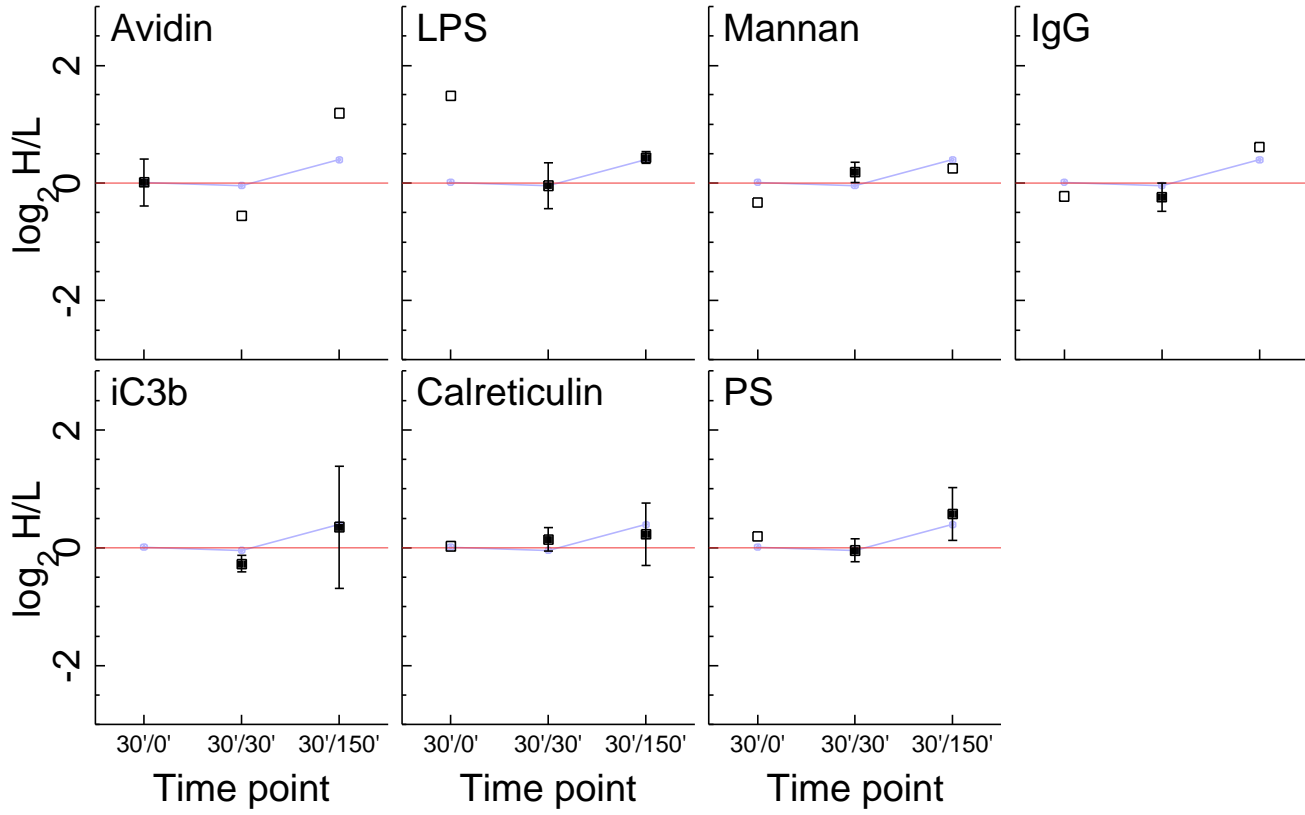 Avidin LPS Mannan IgG
log2 H/L
2
0
-2
iC3b Calreticulin PS
log2 H/L
2
0
-2
30'/0' 30'/30' 30'/150' 30'/0' 30'/30' 30'/150' 30'/0' 30'/30' 30'/150'
Time point Time point Time point